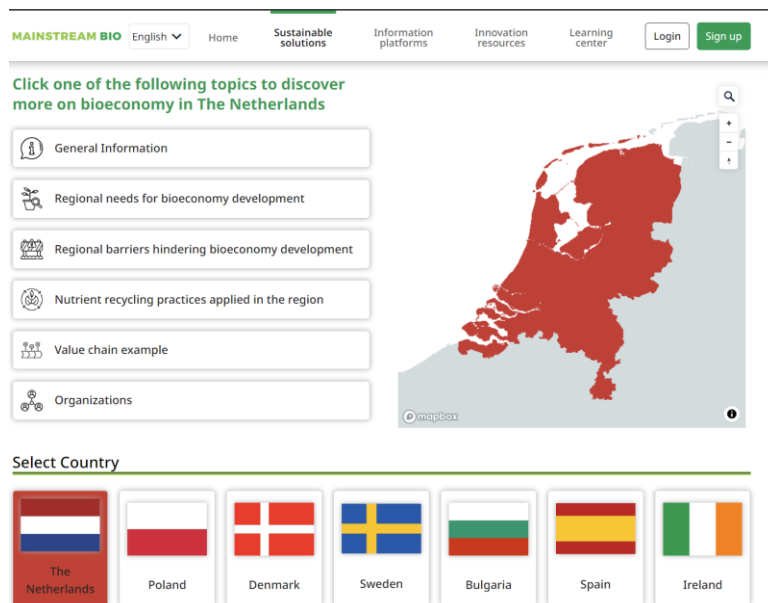 MAINSTREAM BIO
English
Home
Sustainable
solutions
Information
platforms
Innovation
resources
Learning
center
Login
Sign up
Click one of the following topics to discover
more on bioeconomy in The Netherlands
General Information
Regional needs for bioeconomy development
Regional barriers hindering bioeconomy development
Nutrient recycling practices applied in the region
Value chain example
Organizations
mapbox
Select Country
The
Netherlands
Poland
Denmark
Sweden
Bulgaria
Spain
Ireland